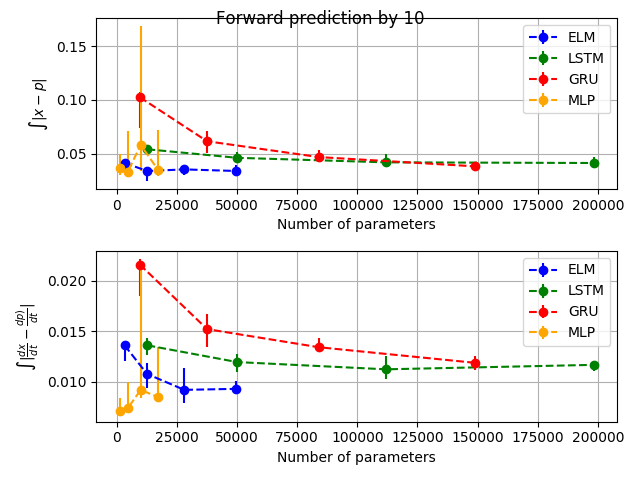 Forward prediction by 10
∫|x − p|
0.15
0.10
0.05
ELM
LSTM
GRU
MLP
0 25000 50000 75000 100000 125000 150000 175000 200000
Number of parameters
∫|dx/dt − dp)/dt|
0.020
0.015
0.010
ELM
LSTM
GRU
MLP
0 25000 50000 75000 100000 125000 150000 175000 200000
Number of parameters